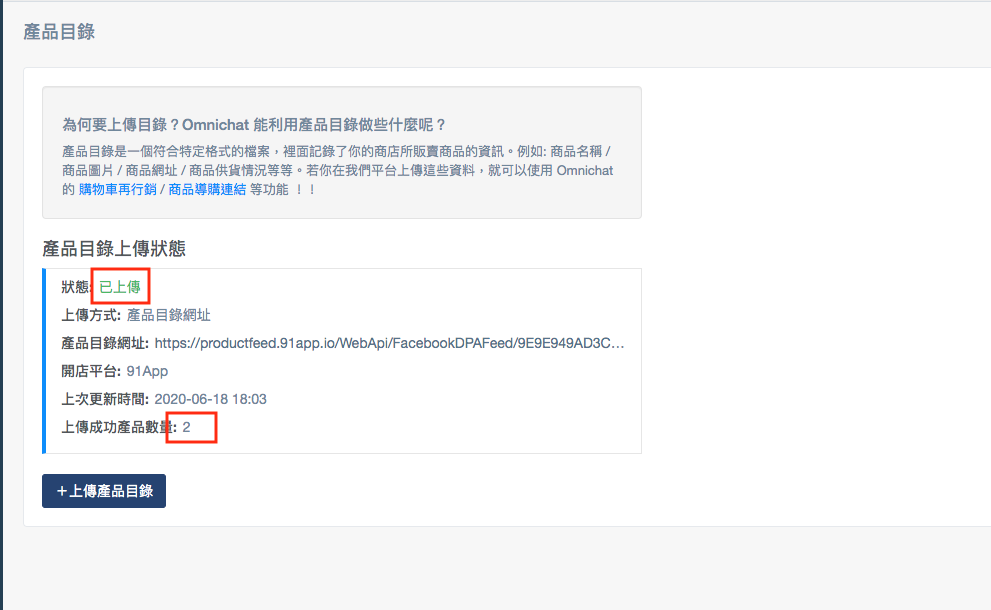 產品目錄
為何要上傳目錄？Omnichat 能利用產品目錄做些什麼呢？
產品目錄是一個符合特定格式的檔案，裡面記錄了你的商店所販賣商品的資訊。例如: 商品名稱 /
商品圖片 / 商品網址 / 商品供貨情況等等。若你在我們平台上傳這些資料，就可以使用 Omnichat
的 購物車再行銷 / 商品導購連結 等功能 ！！
產品目錄上傳狀態
狀態: 已上傳
上傳方式: 產品目錄網址
產品目錄網址: https://productfeed.91app.io/WebApi/FacebookDPAFeed/9E9E949AD3C...
開店平台: 91App
上次更新時間: 2020-06-18 18:03
上傳成功產品數量: 2
＋上傳產品目錄